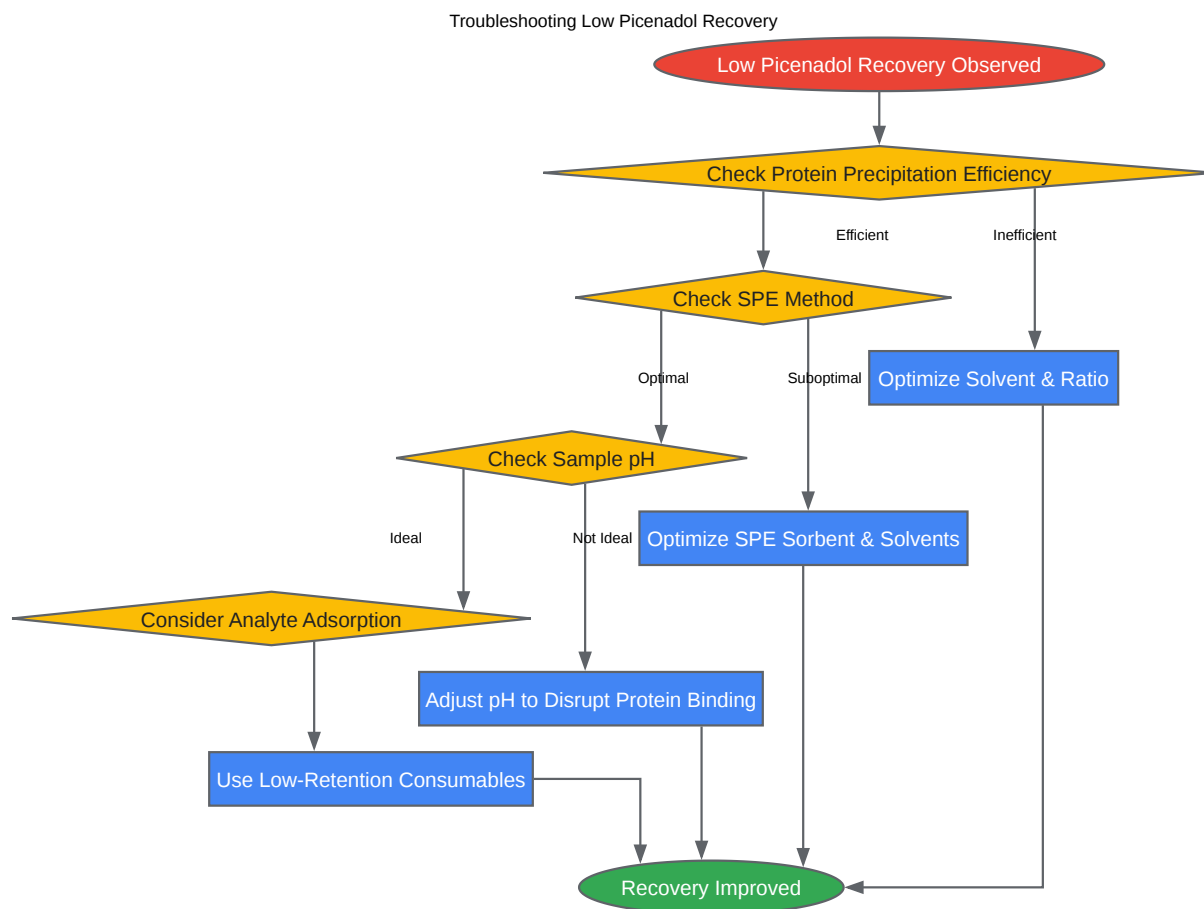 Troubleshooting Low Picenadol Recovery
Low Picenadol Recovery Observed
Check Protein Precipitation Efficiency
Efficient
Inefficient
Check SPE Method
Optimal
Suboptimal
Optimize Solvent & Ratio
Check Sample pH
Ideal
Not Ideal
Optimize SPE Sorbent & Solvents
Consider Analyte Adsorption
Adjust pH to Disrupt Protein Binding
Use Low-Retention Consumables
Recovery Improved